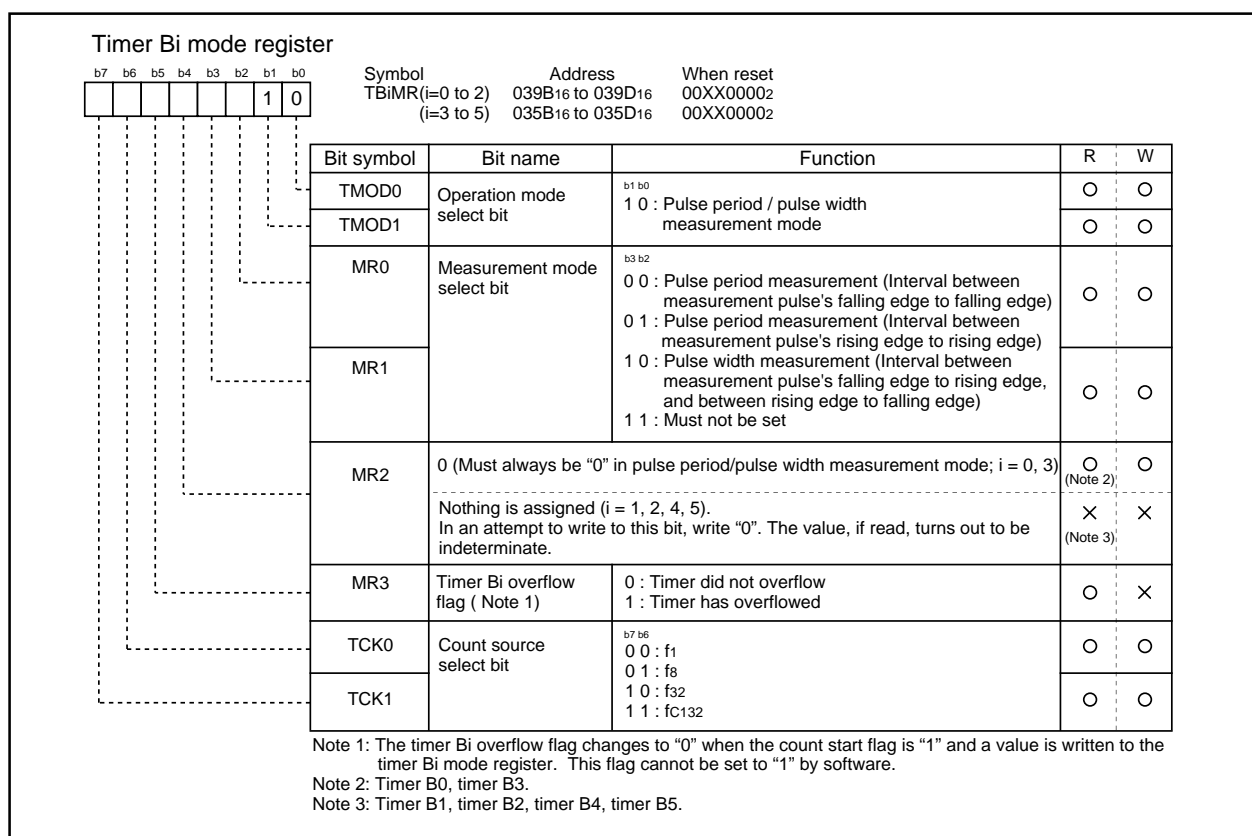 Timer Bi mode register
b7 b6 b5 b4 b3 b2 b1 b0
1 0
Symbol Address When reset
TBiMR(i=0 to 2) 039B16 to 039D16 00XX00002
(i=3 to 5) 035B16 to 035D16 00XX00002
Bit symbol Bit name Function R W
TMOD0
TMOD1
Operation mode
select bit
b1 b0
1 0 : Pulse period / pulse width
measurement mode
MR0
MR1
Measurement mode
select bit
b3 b2
0 0 : Pulse period measurement (Interval between
measurement pulse's falling edge to falling edge)
0 1 : Pulse period measurement (Interval between
measurement pulse's rising edge to rising edge)
1 0 : Pulse width measurement (Interval between
measurement pulse's falling edge to rising edge,
and between rising edge to falling edge)
1 1 : Must not be set
MR2
0 (Must always be “0” in pulse period/pulse width measurement mode; i = 0, 3)
(Note 2)
Nothing is assigned (i = 1, 2, 4, 5).
In an attempt to write to this bit, write “0”. The value, if read, turns out to be
indeterminate.
(Note 3)
MR3
Timer Bi overflow
flag ( Note 1)
0 : Timer did not overflow
1 : Timer has overflowed
TCK0
TCK1
Count source
select bit
b7 b6
0 0 : f1
0 1 : f8
1 0 : f32
1 1 : fC132
Note 1: The timer Bi overflow flag changes to “0” when the count start flag is “1” and a value is written to the
timer Bi mode register. This flag cannot be set to “1” by software.
Note 2: Timer B0, timer B3.
Note 3: Timer B1, timer B2, timer B4, timer B5.